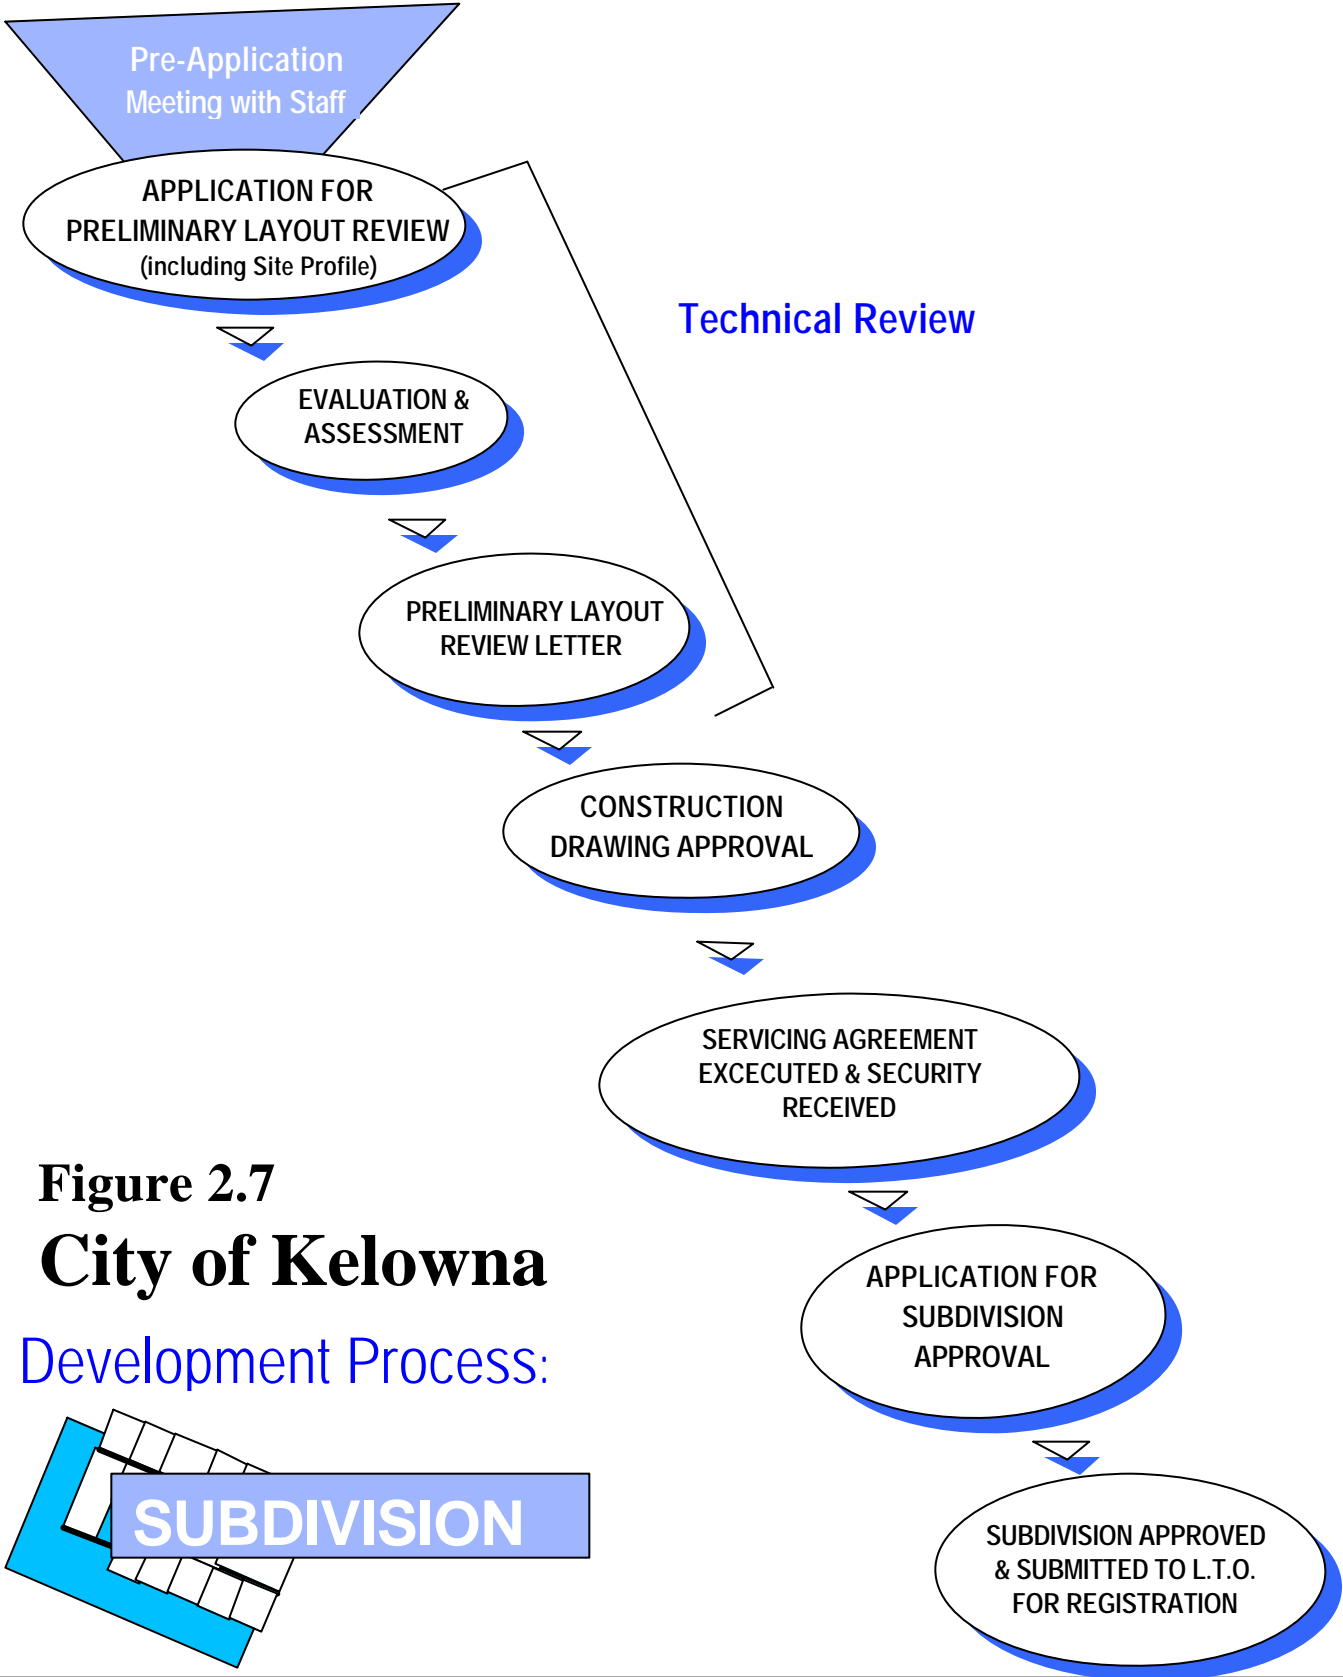 Pre-Application
Meeting with Staff
APPLICATION FOR
PRELIMINARY LAYOUT REVIEW
(including Site Profile)
Technical Review
EVALUATION &
ASSESSMENT
PRELIMINARY LAYOUT
REVIEW LETTER
CONSTRUCTION
DRAWING APPROVAL
SERVICING AGREEMENT
EXCECUTED & SECURITY
RECEIVED
APPLICATION FOR
SUBDIVISION
APPROVAL
SUBDIVISION APPROVED
& SUBMITTED TO L.T.O.
FOR REGISTRATION
Figure 2.7
City of Kelowna
Development Process:
SUBDIVISION